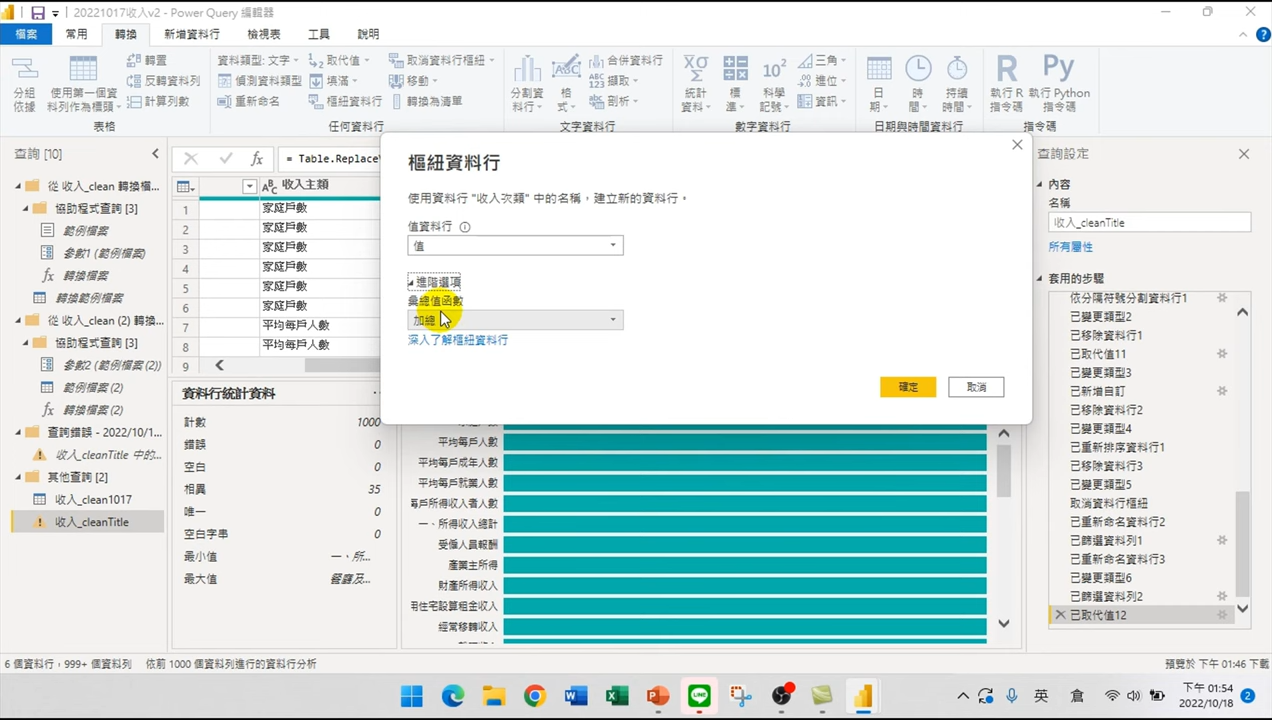 20221017收入v2 - Power Query 編輯器
檔案 常用 轉換 新增資料行 檢視表 工具 說明
分組依據
使用第一個資料列作為標頭
轉置
反轉資料列
計算列數
表格
資料類型: 文字
偵測資料類型
重新命名
取代值
填滿
樞紐資料行
取消資料行樞紐
移動
轉換為清單
任何資料行
分割資料行
格式
合併資料行
擷取
剖析
文字資料行
統計資料
標準
科學記號
三角
進位
資訊
數字資料行
日期
時間
持續時間
日期與時間資料行
執行 R 指令碼
執行 Python 指令碼
指令碼
查詢 [10]
從 收入_clean 轉換檔...
協助程式查詢 [3]
範例檔案
參數1 (範例檔案)
轉換檔案
轉換範例檔案
從 收入_clean (2) 轉換...
協助程式查詢 [3]
參數2 (範例檔案 (2))
範例檔案 (2)
轉換檔案 (2)
查詢錯誤 - 2022/10/1...
收入_cleanTitle 中的...
其他查詢 [2]
收入_clean1017
收入_cleanTitle
fx = Table.Replace
收入主類
1 家庭戶數
2 家庭戶數
3 家庭戶數
4 家庭戶數
5 家庭戶數
6 家庭戶數
7 平均每戶人數
8 平均每戶人數
9
樞紐資料行
使用資料行 "收入次類" 中的名稱，建立新的資料行。
值資料行
值
進階選項
彙總值函數
加總
深入了解樞紐資料行
確定 取消
資料行統計資料 ...
計數 1000
錯誤 0
空白 0
相異 35
唯一 0
空白字串 0
最小值 一、所...
最大值 餐廳及...
平均每戶人數
平均每戶成年人數
平均每戶就業人數
每戶所得收入者人數
一、所得收入總計
受僱人員報酬
產業主所得
財產所得收入
用住宅設算租金收入
經常移轉收入
查詢設定
內容
名稱
收入_cleanTitle
所有屬性
套用的步驟
依分隔符號分割資料行1
已變更類型2
已移除資料行1
已取代值11
已變更類型3
已新增自訂
已移除資料行2
已變更類型4
已重新排序資料行1
已移除資料行3
已變更類型5
取消資料行樞紐
已重新命名資料行2
已篩選資料列1
已重新命名資料行3
已變更類型6
已篩選資料列2
已取代值12
6 個資料行，999+ 個資料列 依前 1000 個資料列進行的資料行分析 預覽於 下午 01:46 下載
英 倉 下午 01:54
2022/10/18 2